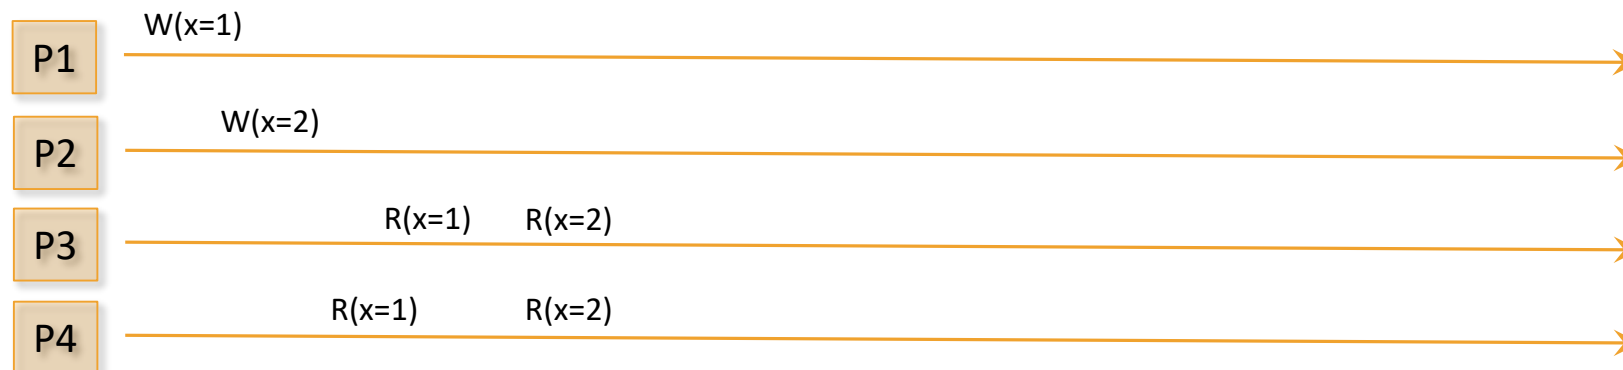 W(x=1)
P1
W(x=2)
P2
R(x=1) R(x=2)
P3
R(x=1) R(x=2)
P4